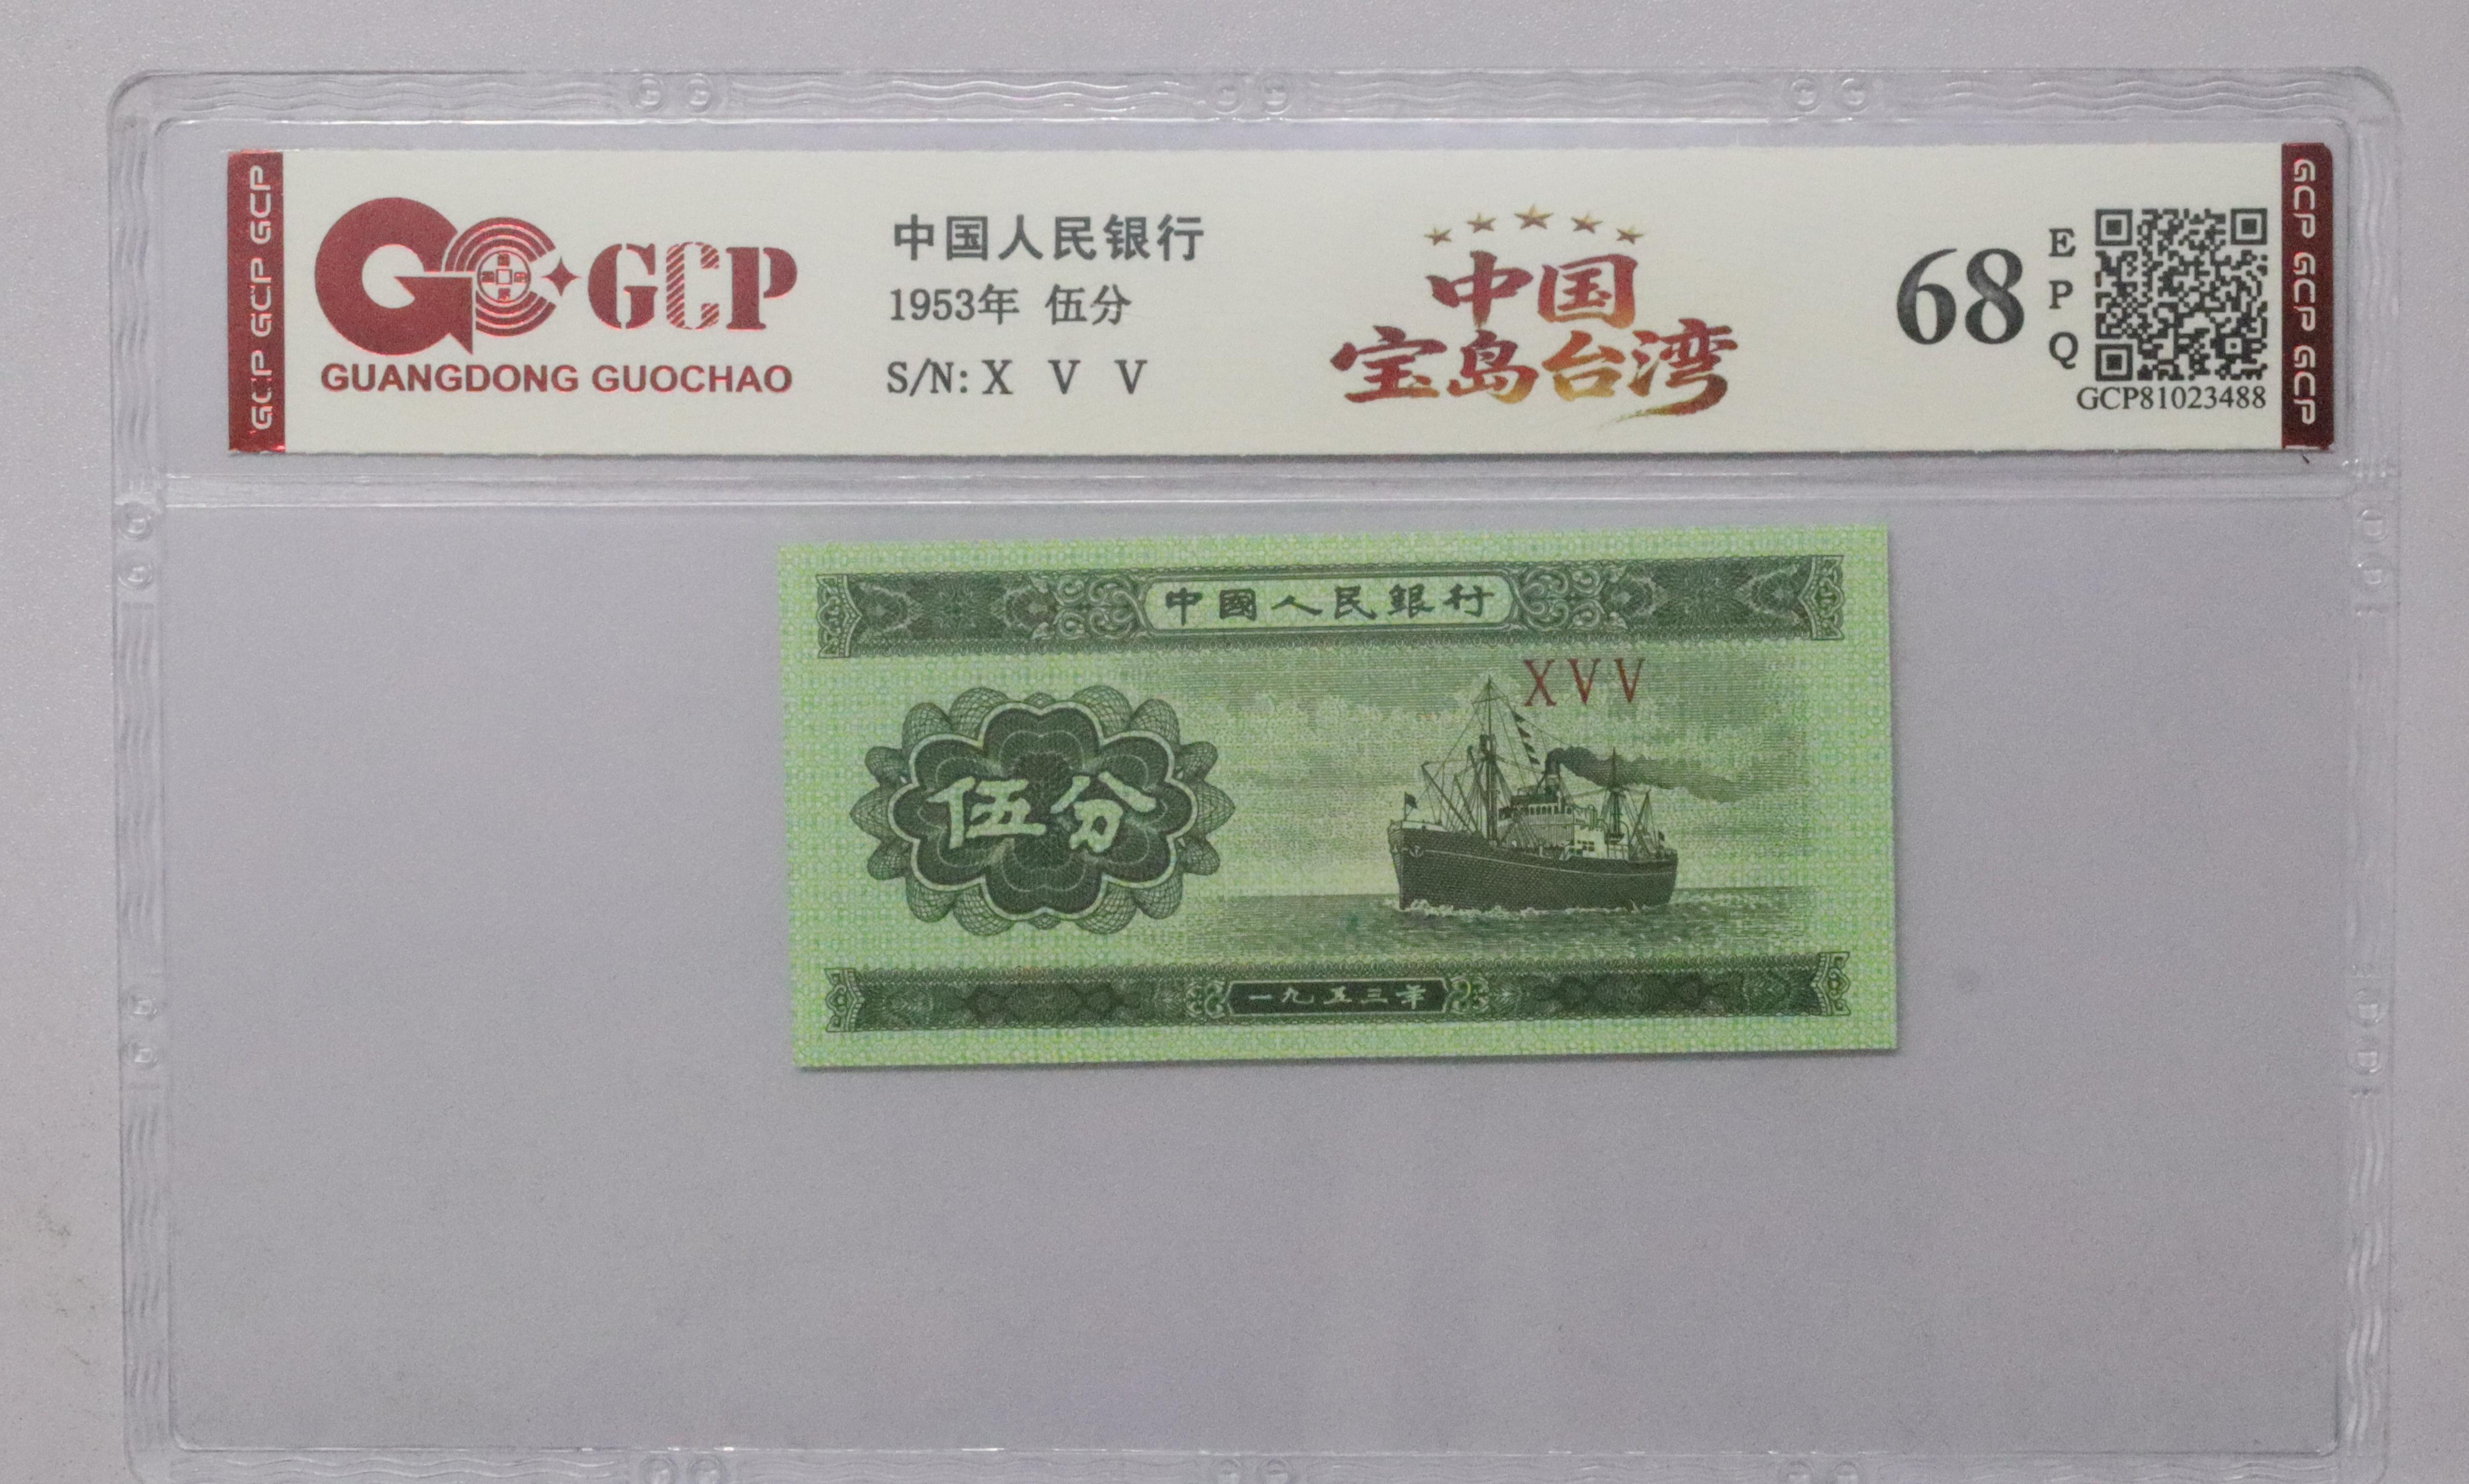 GCP GCP GCP
GCP
GUANGDONG GUOCHAO
中国人民银行
1953年 伍分
S/N: X V V
中国
宝岛台湾
68
E
P
Q
GCP81023488
GCP GCP GCP
中國人民銀行
XVV
伍分
一九五三年